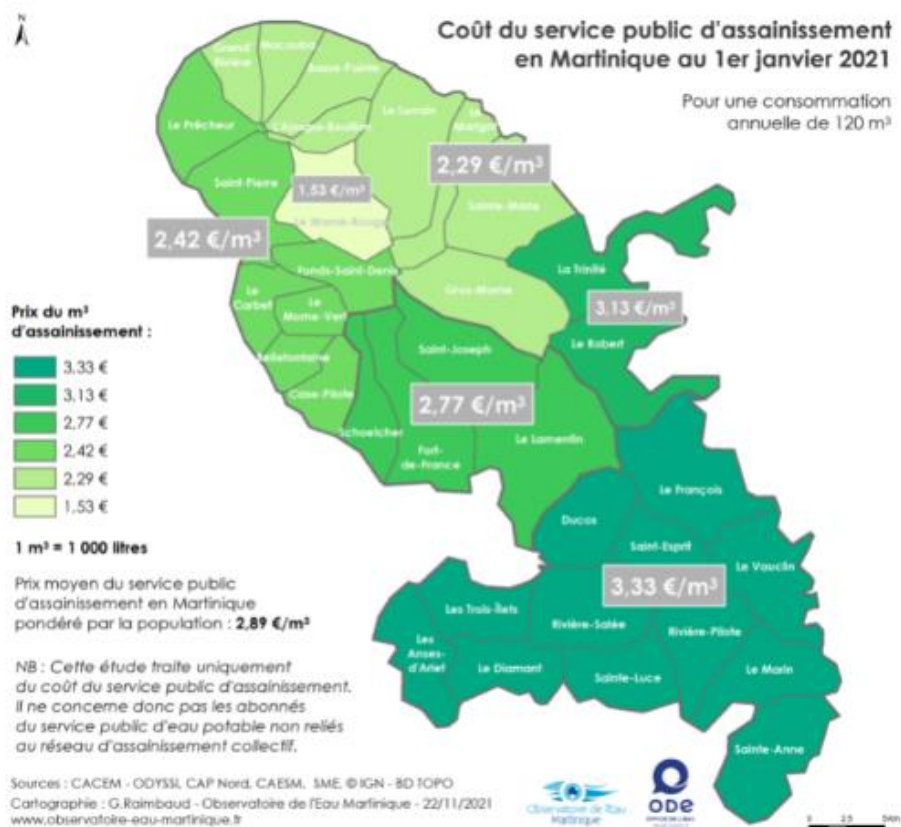 Coût du service public d'assainissement
en Martinique au 1er janvier 2021
Pour une consommation
annuelle de 120 m³
N
Grand
Rivière
Macouba
Basse-Pointe
Le Lorrain
Le Prêcheur
L'Ajoupa-Bouillon
Saint-Pierre
1,53 €/m³
2,29 €/m³
Sainte-Marie
Le Morne-Rouge
2,42 €/m³
Fonds-Saint-Denis
Gros-Morne
La Trinité
Le
Carbet
Le
Morne-Vert
3,13 €/m³
Le Robert
Saint-Joseph
Bellefontaine
Case-Pilote
2,77 €/m³
Schoelcher
Fort-
de-France
Le Lamentin
Le François
Ducos
Saint-Esprit
Le Vauclin
3,33 €/m³
Les Trois-Îlets
Rivière-Salée
Rivière-Pilote
Les
Anses-
d'Arlet
Le Diamant
Sainte-Luce
Le Marin
Sainte-Anne
Prix du m³
d'assainissement :
3,33 €
3,13 €
2,77 €
2,42 €
2,29 €
1,53 €
1 m³ = 1 000 litres
Prix moyen du service public
d'assainissement en Martinique
pondéré par la population : 2,89 €/m³
NB : Cette étude traite uniquement
du coût du service public d'assainissement.
Il ne concerne donc pas les abonnés
du service public d'eau potable non reliés
au réseau d'assainissement collectif.
Sources : CACEM - ODYSSI, CAP Nord, CAESM, SME, © IGN - BD TOPO
Cartographie : G.Raimbaud - Observatoire de l'Eau Martinique - 22/11/2021
www.observatoire-eau-martinique.fr
Observatoire de l'Eau
Martinique
ODE
OFFICE DE L'EAU
0 2,5 5 km